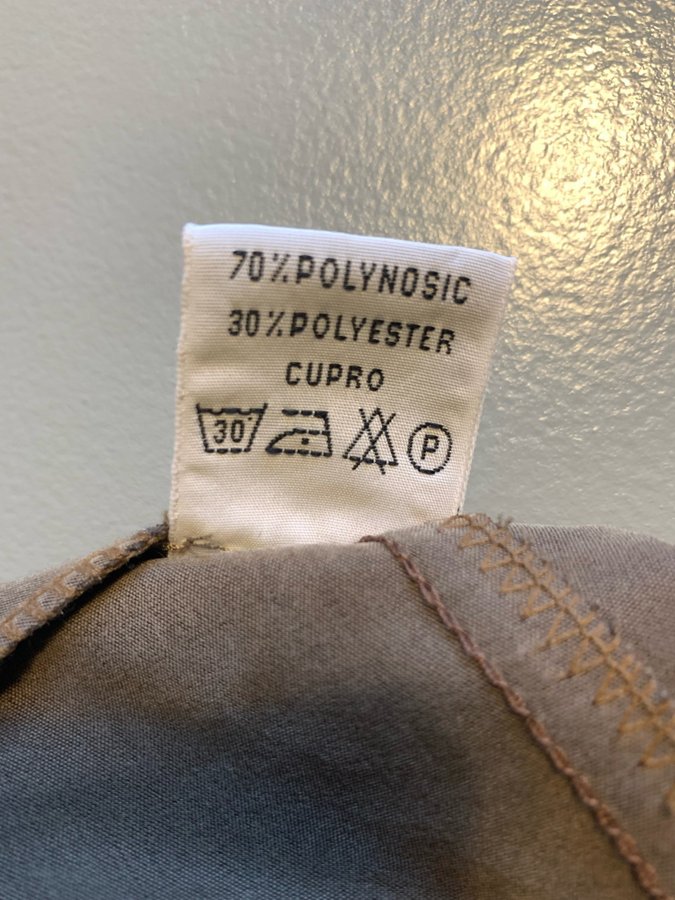 70% POLYNOSIC
30% POLYESTER
CUPRO
30° P